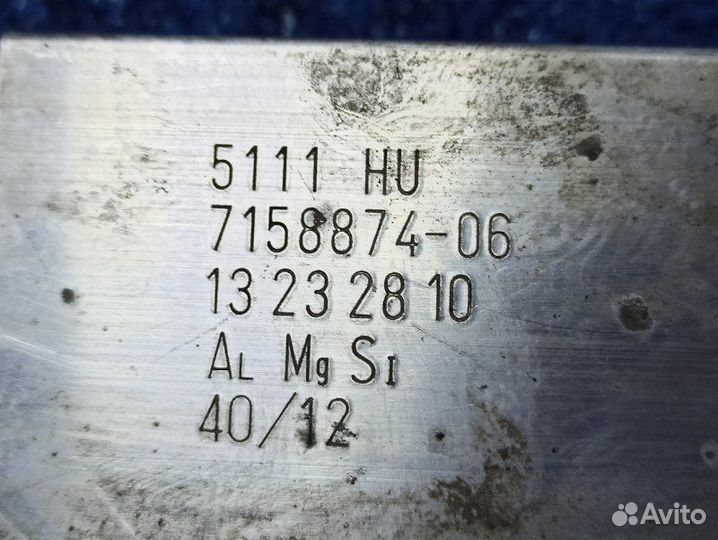 5111 HU
7158874-06
13 23 28 10
AL Mg SI
40/12
Avito